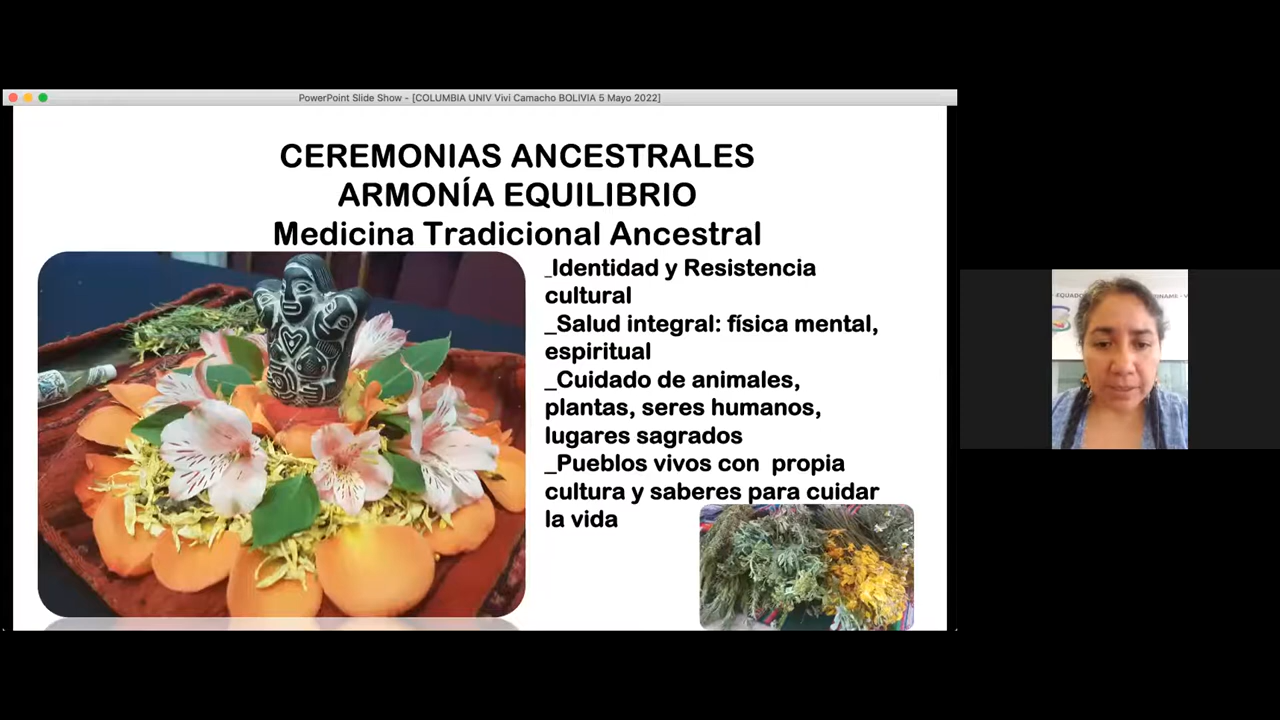 PowerPoint Slide Show - [COLUMBIA UNIV Vivi Camacho BOLIVIA 5 Mayo 2022]
CEREMONIAS ANCESTRALES
ARMONÍA EQUILIBRIO
Medicina Tradicional Ancestral
_Identidad y Resistencia
cultural
_Salud integral: física mental,
espiritual
_Cuidado de animales,
plantas, seres humanos,
lugares sagrados
_Pueblos vivos con propia
cultura y saberes para cuidar
la vida